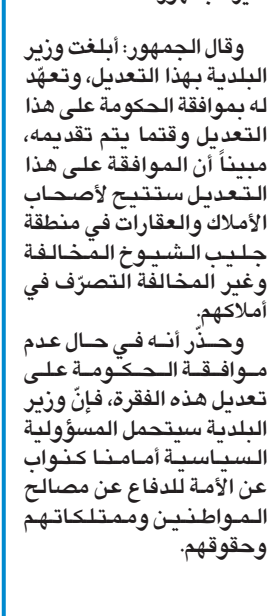 وقال الجمهور: أبلغت وزير
البلدية بهذا التعديل، وتعهّد
له بموافقة الحكومة على هذا
التعديل وقتما يتم تقديمه،
مبيناً أن الموافقة على هذا
التعديل ستتيح لأصحاب
الأملاك والعقارات في منطقة
جليب الشيوخ المخالفة
وغير المخالفة التصرّف في
أملاكهم.
وحذّر أنه في حال عدم
موافقة الحكومة على
تعديل هذه الفقرة، فإنّ وزير
البلدية سيتحمل المسؤولية
السياسية أمامنا كنواب
عن الأمة للدفاع عن مصالح
المواطنين وممتلكاتهم
وحقوقهم.